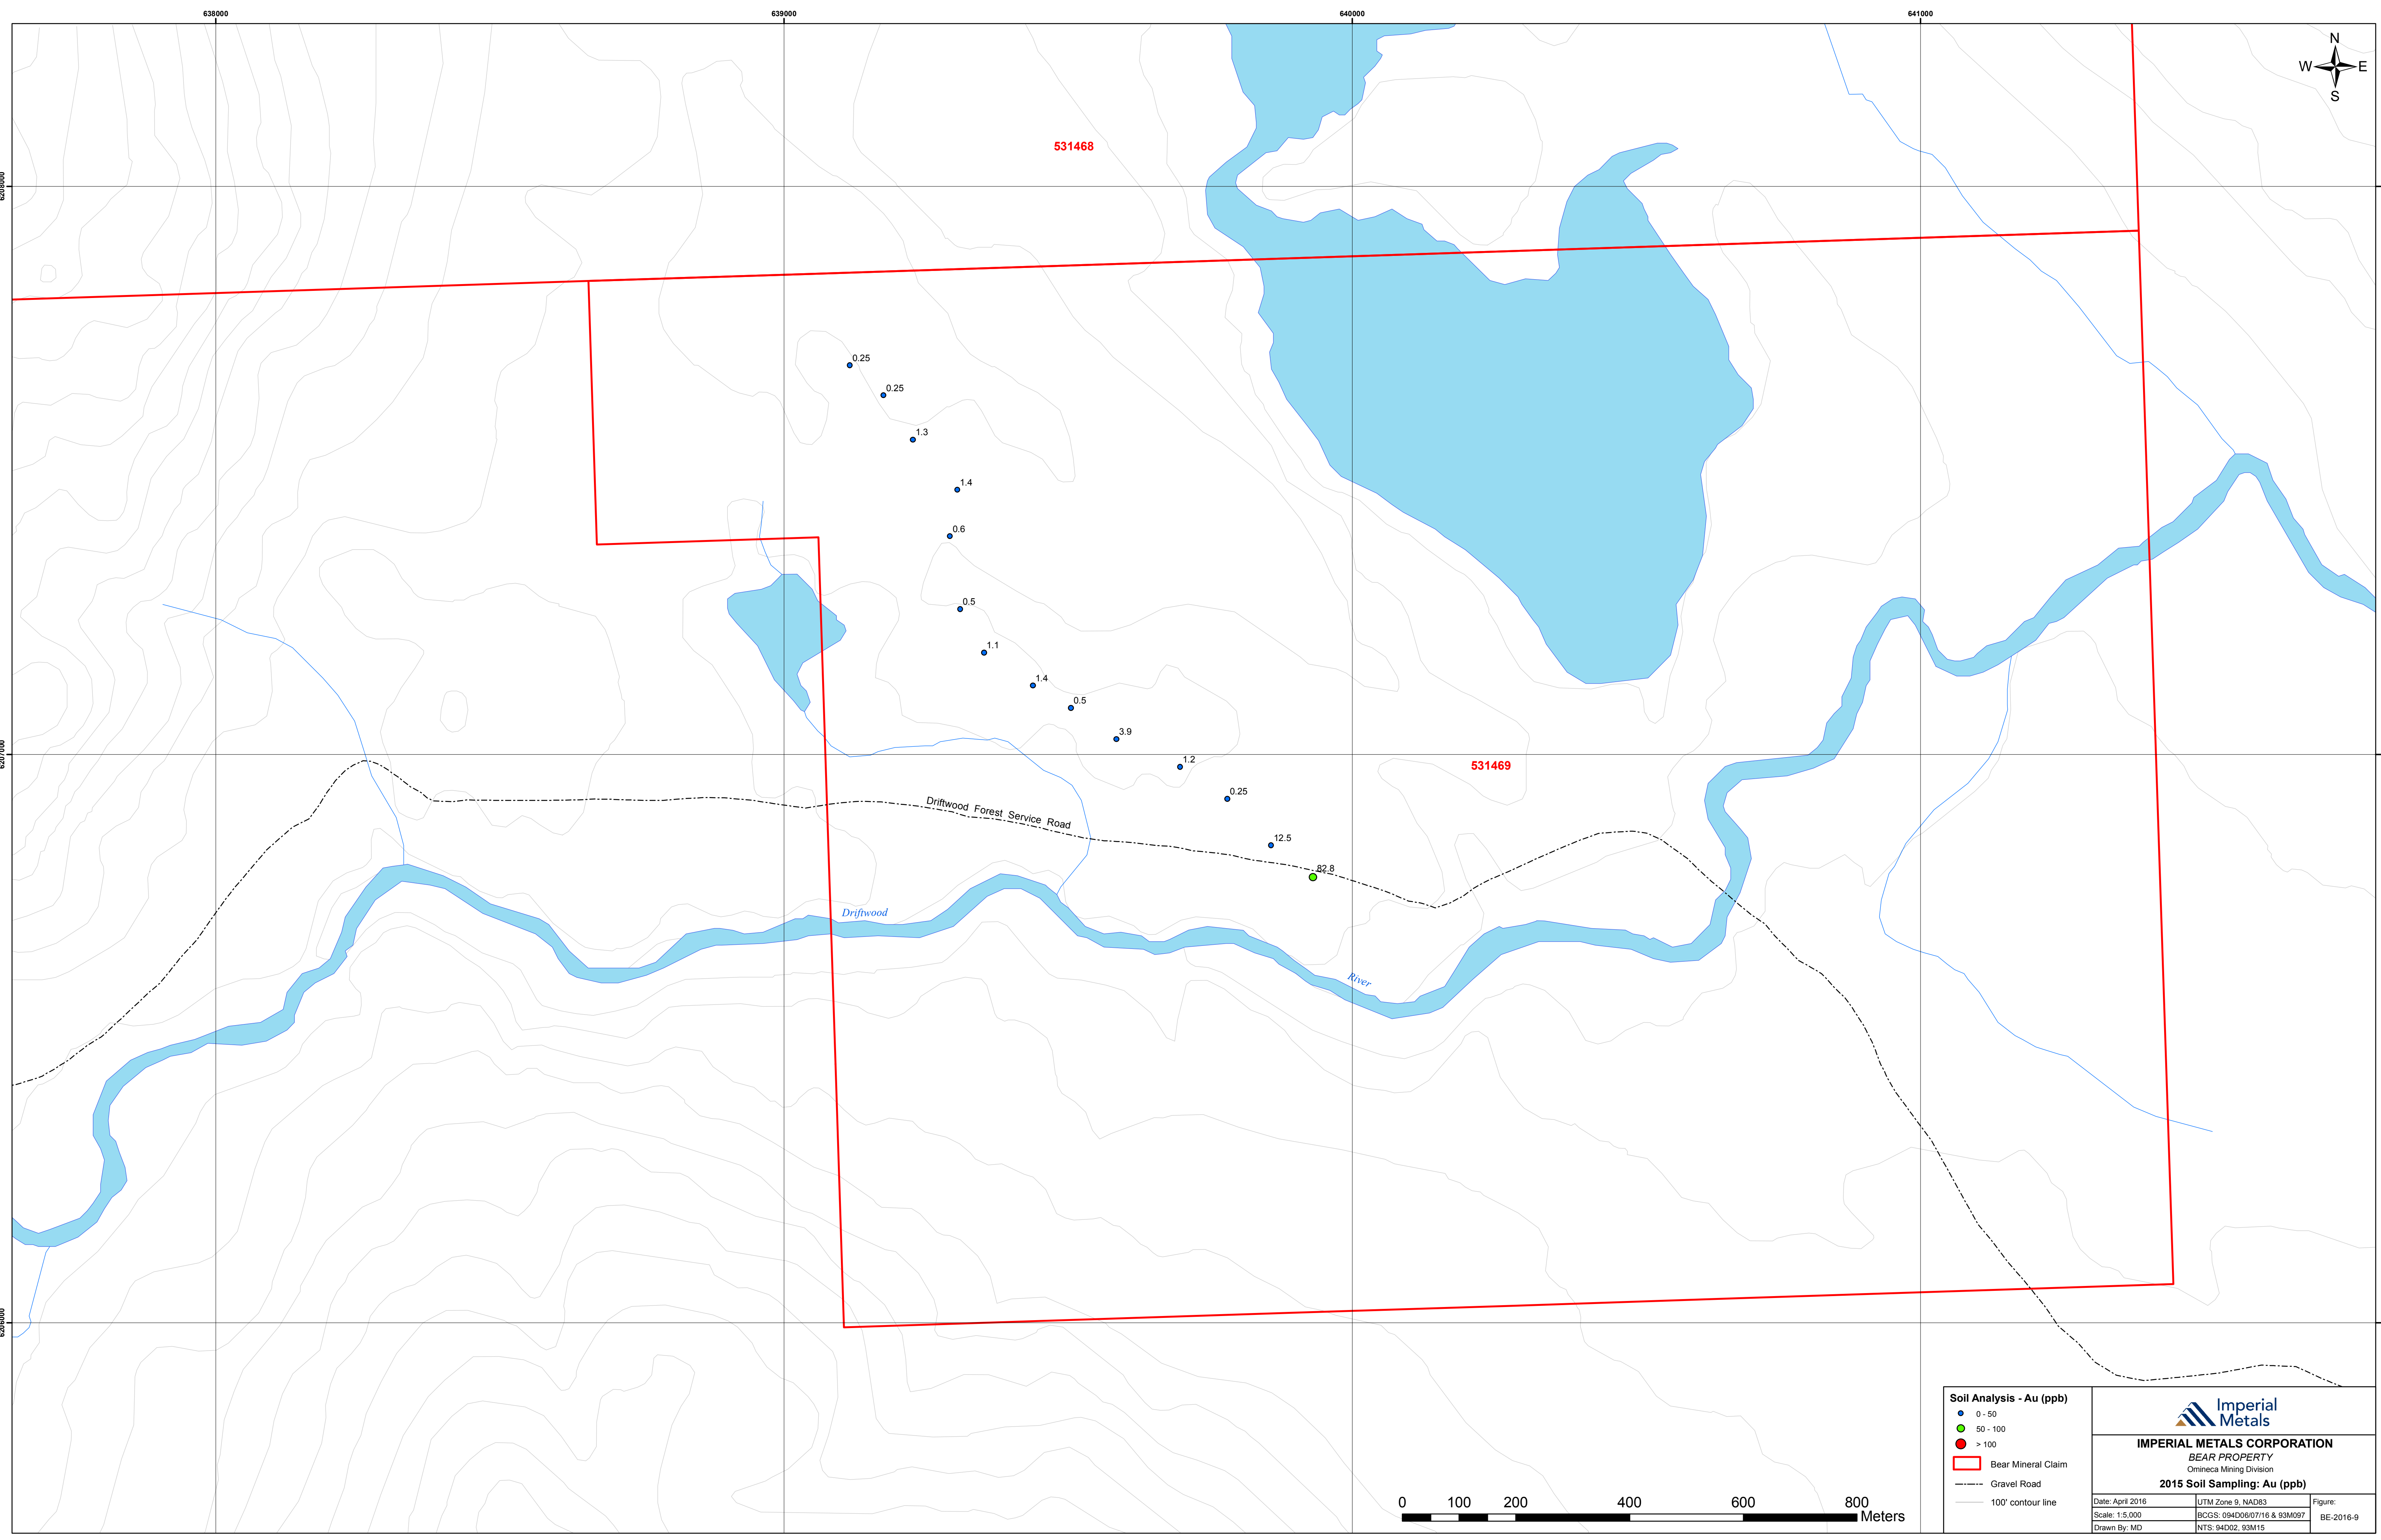 638000
639000
640000
641000
N
W E
S
531468
6208000
0.25
0.25
1.3
1.4
0.6
0.5
1.1
1.4
0.5
3.9
6207000
1.2
531469
0.25
Driftwood Forest Service Road
12.5
82.8
Driftwood
River
6206000
0 100 200 400 600 800
Meters
Soil Analysis - Au (ppb)
0 - 50
50 - 100
> 100
Bear Mineral Claim
Gravel Road
100' contour line
Imperial
Metals
IMPERIAL METALS CORPORATION
BEAR PROPERTY
Omineca Mining Division
2015 Soil Sampling: Au (ppb)
Date: April 2016
UTM Zone 9, NAD83
Figure:
Scale: 1:5,000
BCGS: 094D06/07/16 & 93M097
BE-2016-9
Drawn By: MD
NTS: 94D02, 93M15